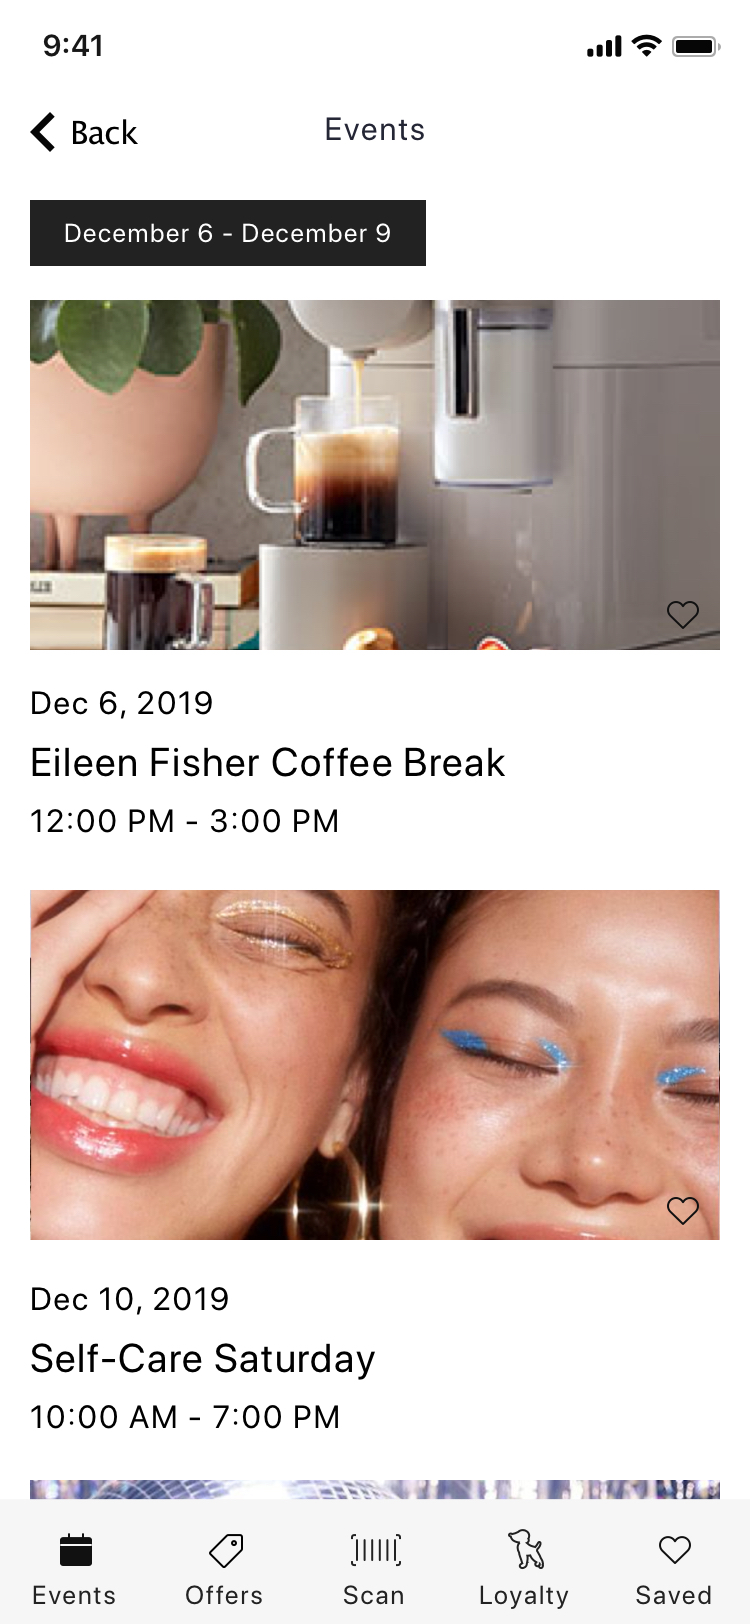 9:41
Back
Events
December 6 - December 9
Dec 6, 2019
Eileen Fisher Coffee Break
12:00 PM - 3:00 PM
Dec 10, 2019
Self-Care Saturday
10:00 AM - 7:00 PM
Events
Offers
Scan
Loyalty
Saved